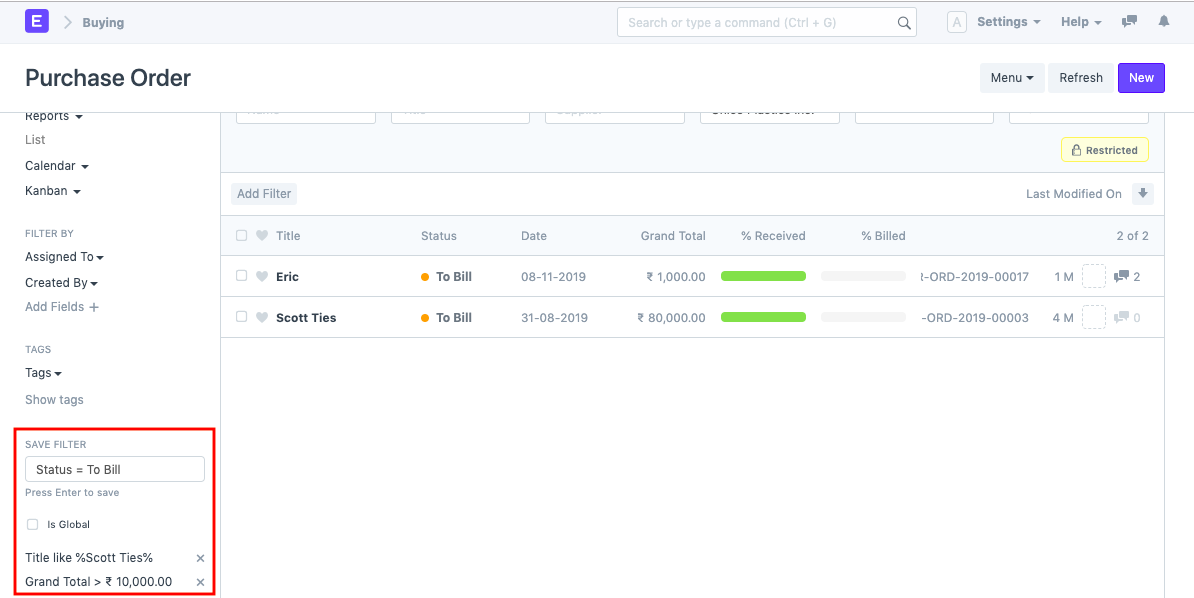 E
Buying
Search or type a command (Ctrl + G)
A
Settings
Help
Purchase Order
Menu
Refresh
New
Reports
List
Calendar
Kanban
FILTER BY
Assigned To
Created By
Add Fields +
TAGS
Tags
Show tags
SAVE FILTER
Status = To Bill
Press Enter to save
Is Global
Title like %Scott Ties% ×
Grand Total > ₹ 10,000.00 ×
Restricted
Add Filter
Last Modified On
Title Status Date Grand Total % Received % Billed 2 of 2
Eric To Bill 08-11-2019 ₹ 1,000.00 -ORD-2019-00017 1 M 2
Scott Ties To Bill 31-08-2019 ₹ 80,000.00 -ORD-2019-00003 4 M 0